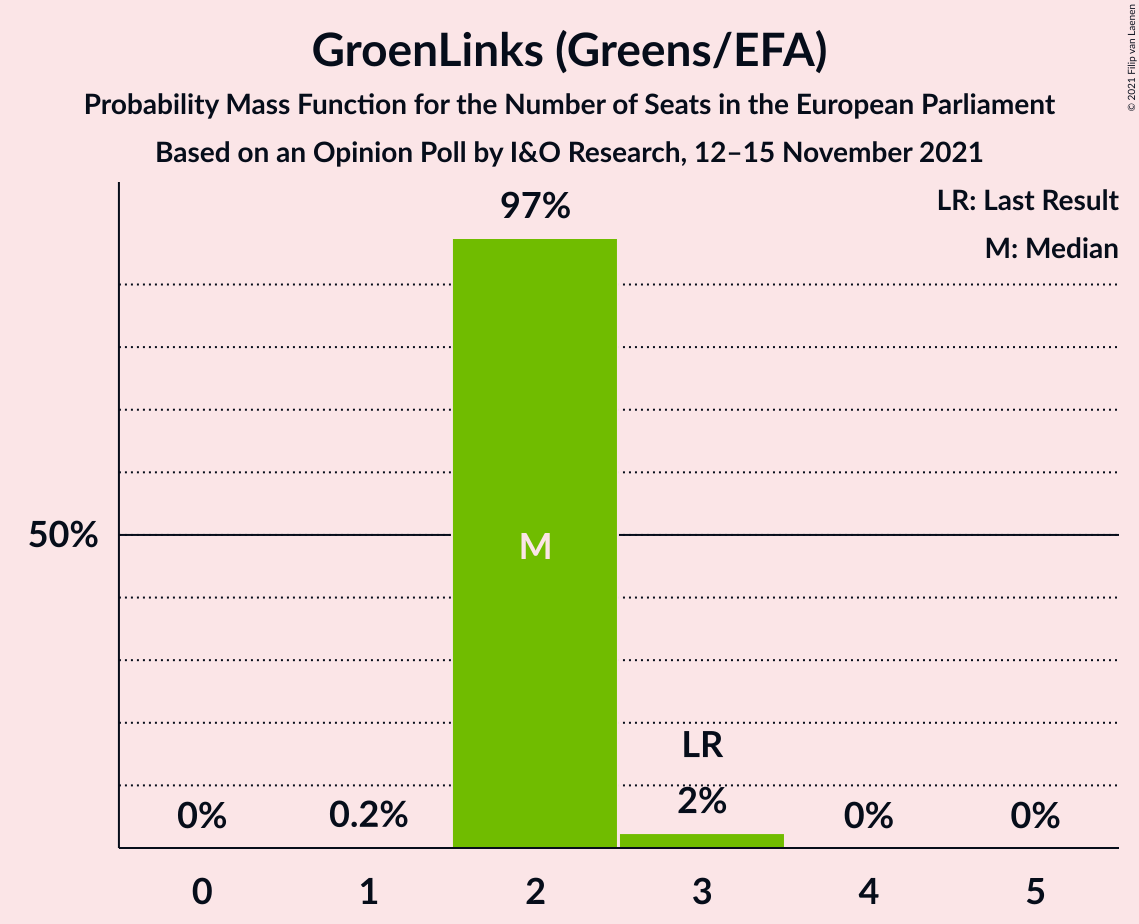 GroenLinks (Greens/EFA)
Probability Mass Function for the Number of Seats in the European Parliament
Based on an Opinion Poll by I&O Research, 12–15 November 2021
© 2021 Filip van Laenen
LR: Last Result
M: Median
97%
50%
M
LR
0%
0.2%
2%
0%
0%
0
1
2
3
4
5